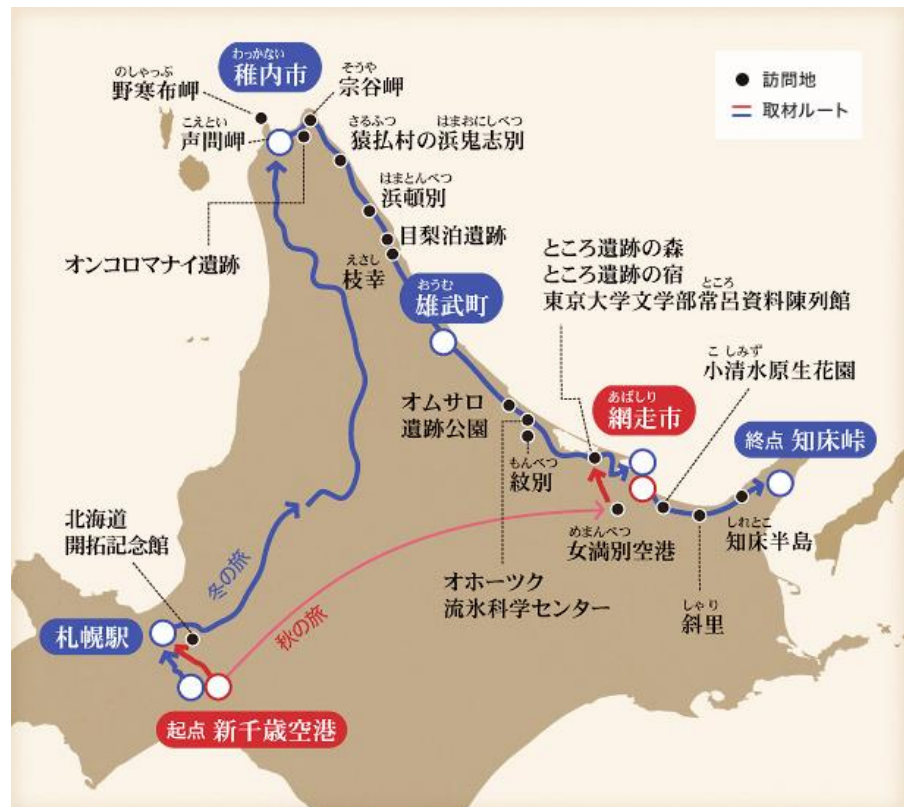 わっかない
稚内市
のしゃっぷ
野寒布岬
こえとい
声問岬
そうや
宗谷岬
さるふつ はまおにしべつ
猿払村の浜鬼志別
はまとんべつ
浜頓別
目梨泊遺跡
オンコロマナイ遺跡
えさし
枝幸
おうむ
雄武町
訪問地
取材ルート
ところ遺跡の森
ところ遺跡の宿
ところ
東京大学文学部常呂資料陳列館
こしみず
小清水原生花園
オムサロ
遺跡公園
あばしり
網走市
終点 知床峠
もんべつ
紋別
めまんべつ
女満別空港
しれとこ
知床半島
オホーツク
流氷科学センター
しゃり
斜里
北海道
開拓記念館
冬の旅
秋の旅
札幌駅
起点 新千歳空港